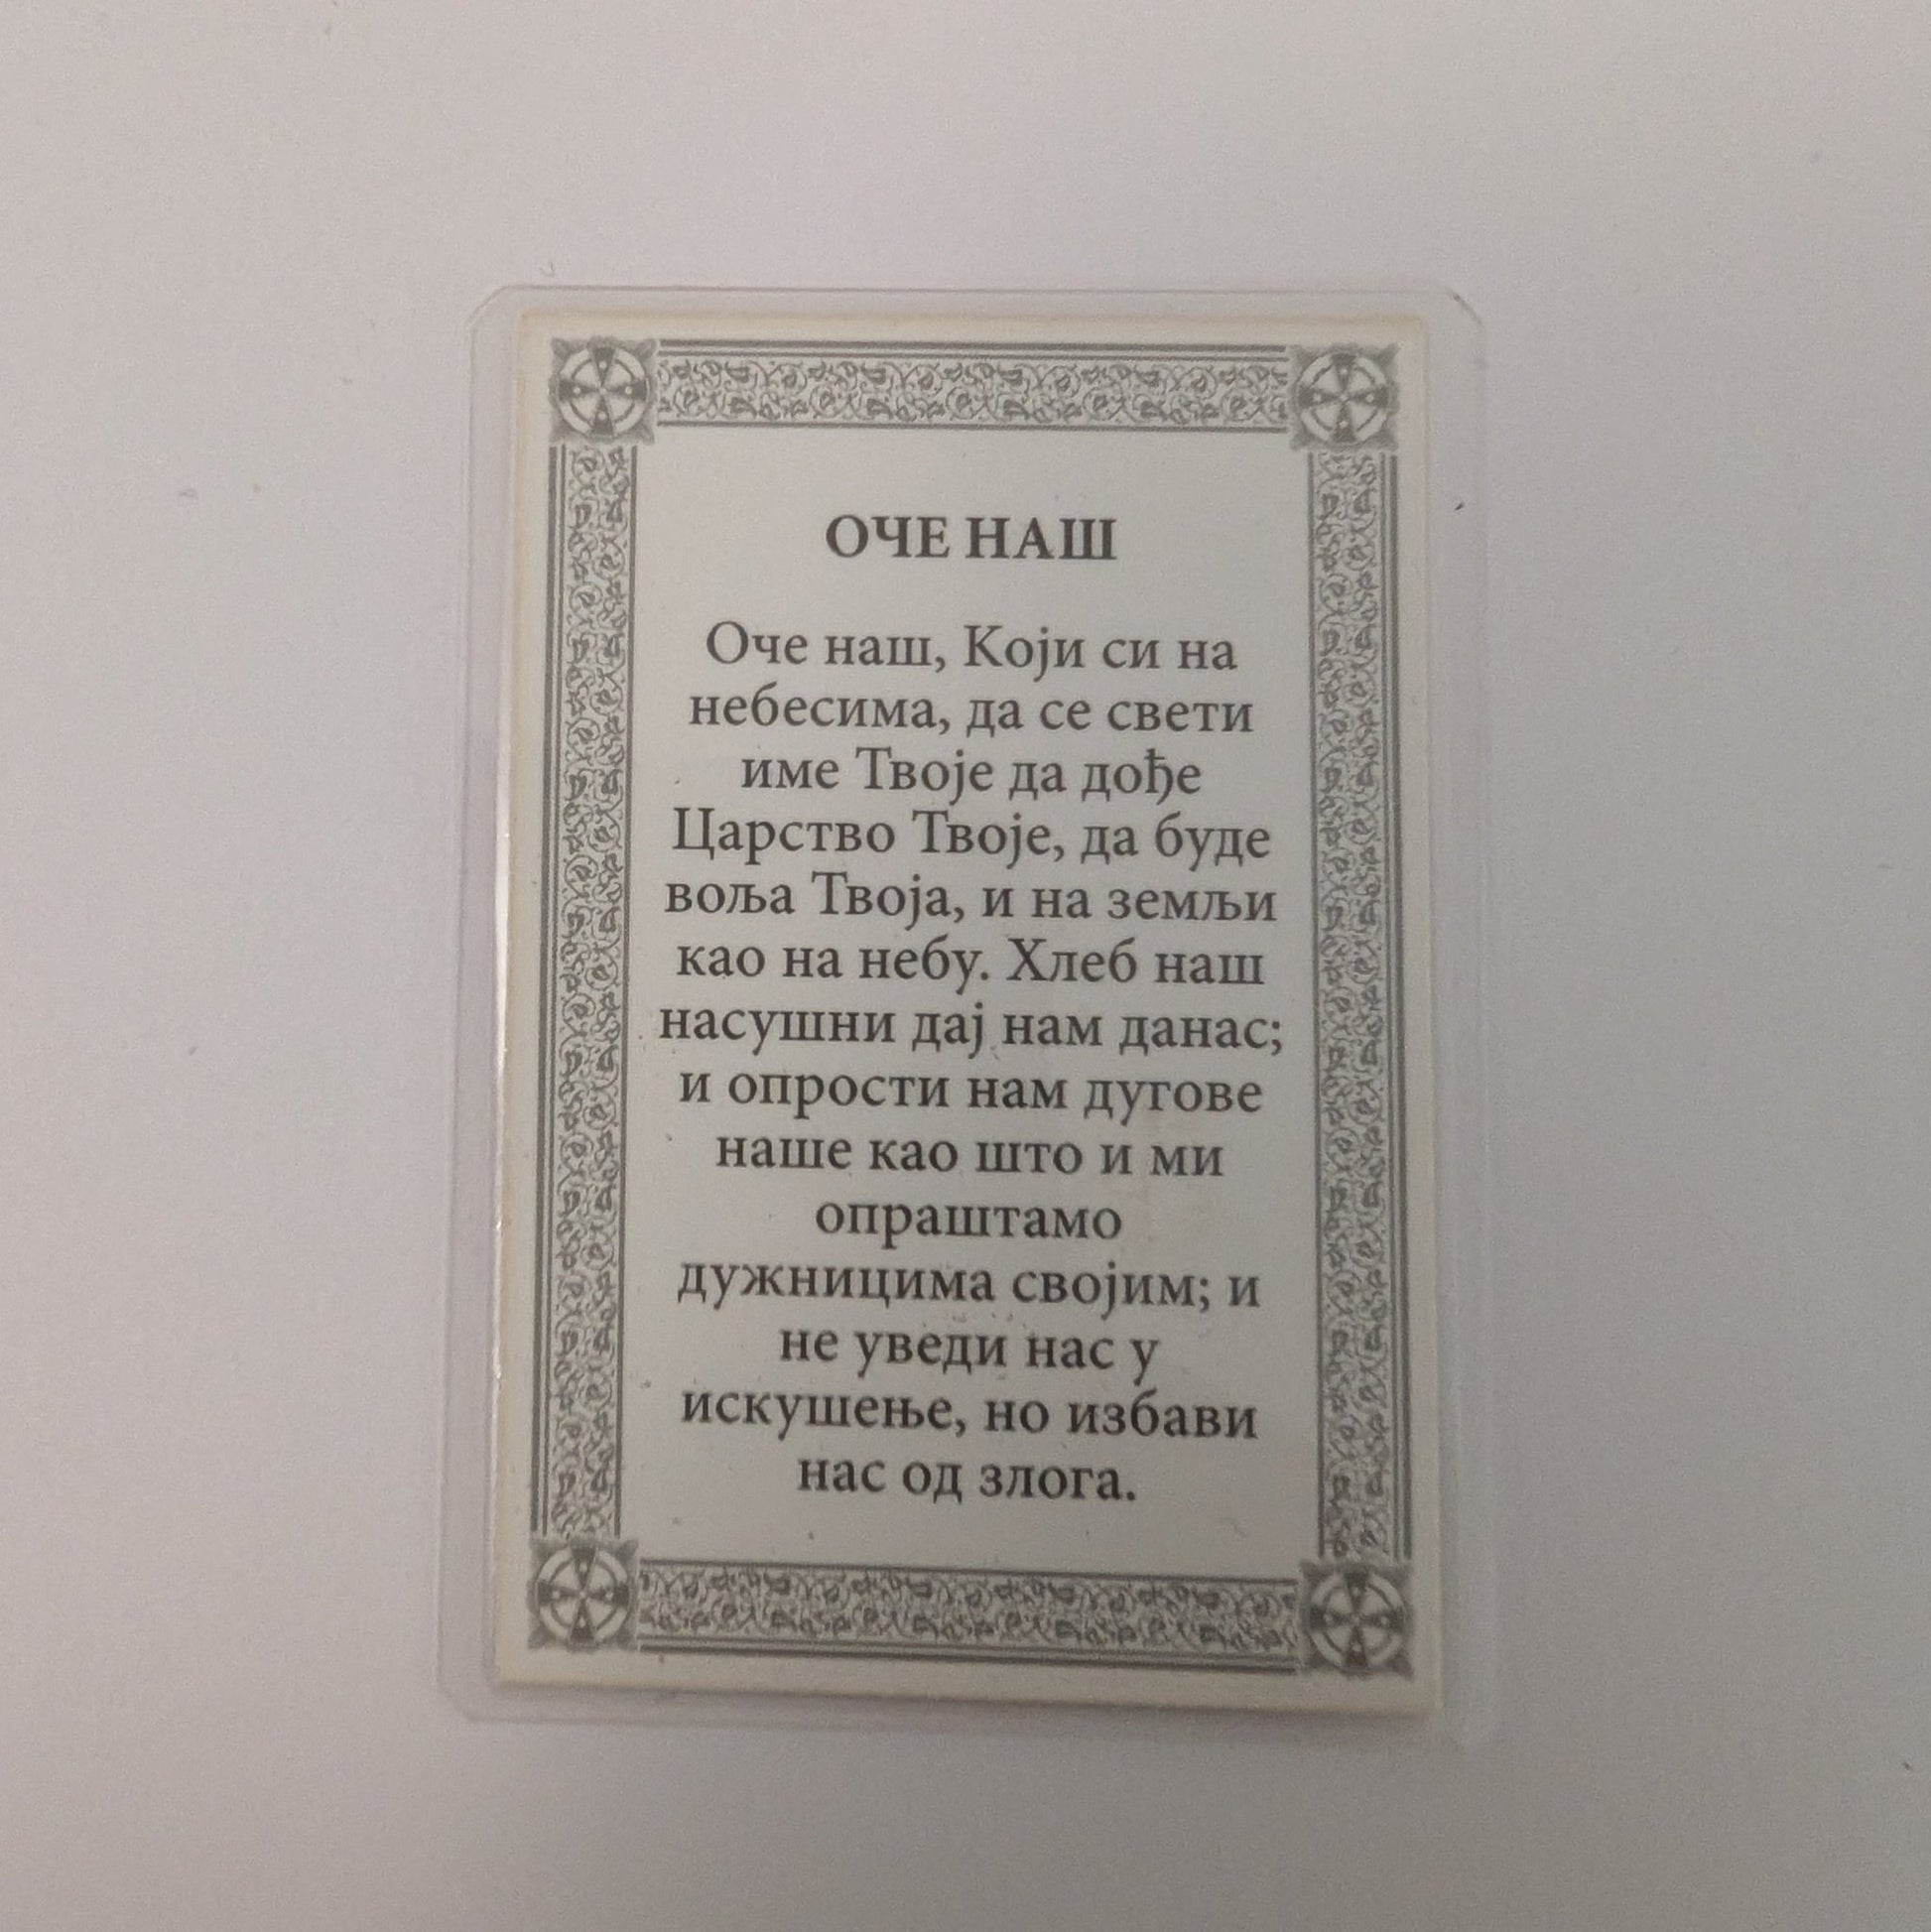 ОЧЕ НАШ
Оче наш, Који си на
небесима, да се свети
име Твоје да дође
Царство Твоје, да буде
воља Твоја, и на земљи
као на небу. Хлеб наш
насушни дај нам данас;
и опрости нам дугове
наше као што и ми
опраштамо
дужницима својим; и
не уведи нас у
искушење, но избави
нас од злога.